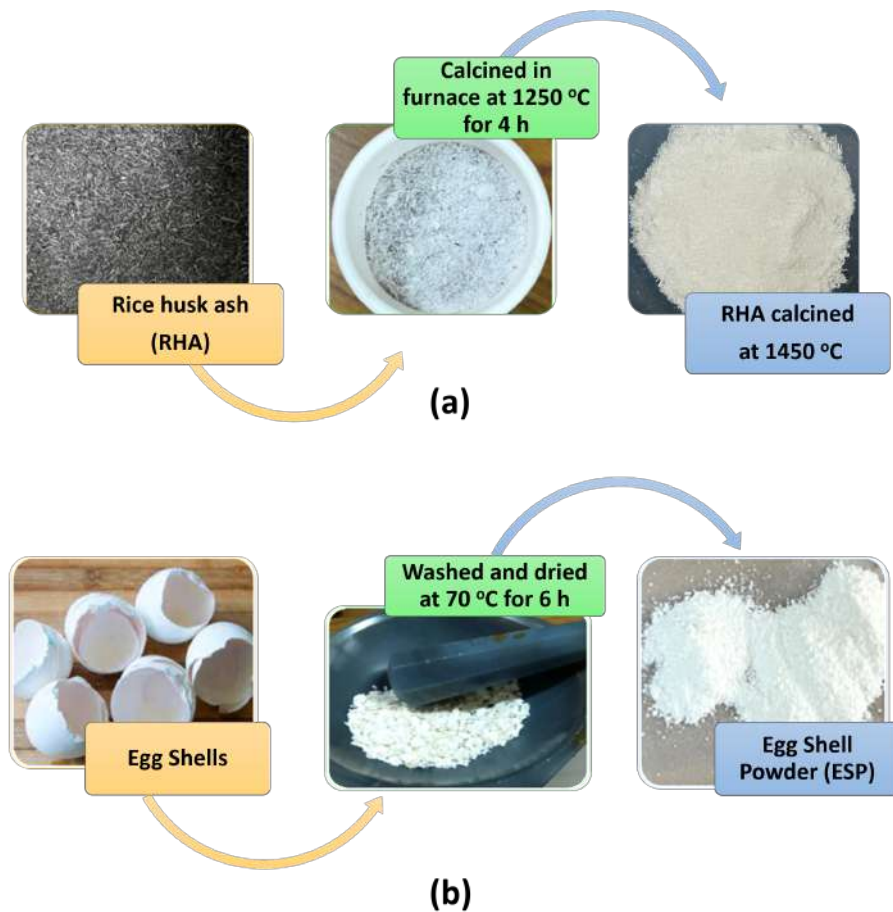 Calcined in
furnace at 1250 °C
for 4 h
Rice husk ash
(RHA)
RHA calcined
at 1450 °C
(a)
Washed and dried
at 70 °C for 6 h
Egg Shells
Egg Shell
Powder (ESP)
(b)